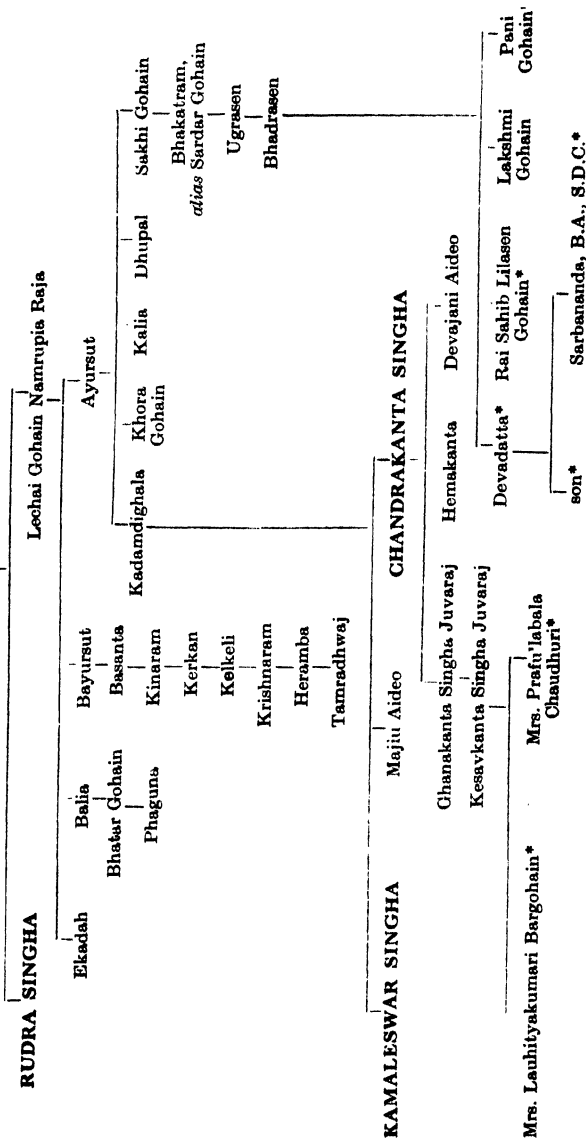 RUDRA SINGHA
Lechai Gohain Namrupia Raja
Ekadah
Balia
Bayursut
Ayursut
Bhatar Gohain
Phaguna
Basanta
Kinaram
Kerkan
Kelkeli
Krishnaram
Heramba
Tamradhwaj
Kadamdighala
Khora
Gohain
Kalia
Dhupal
Sakhi Gohain
Bhakatram,
alias Sardar Gohain
Ugrasen
Bhadrasen
KAMALESWAR SINGHA
Majiu Aideo
CHANDRAKANTA SINGHA
Ghanakanta Singha Juvaraj
Hemakanta
Devajani Aideo
Kesavkanta Singha Juvaraj
Devadatta*
Rai Sahib Lilasen
Gohain*
Lakshmi
Gohain
Pani
Gohain'
Mrs. Lauhityakumari Bargohain*
Mrs. Prafu'labala
Chaudhuri*
son*
Sarbananda, B.A., S.D.C.*